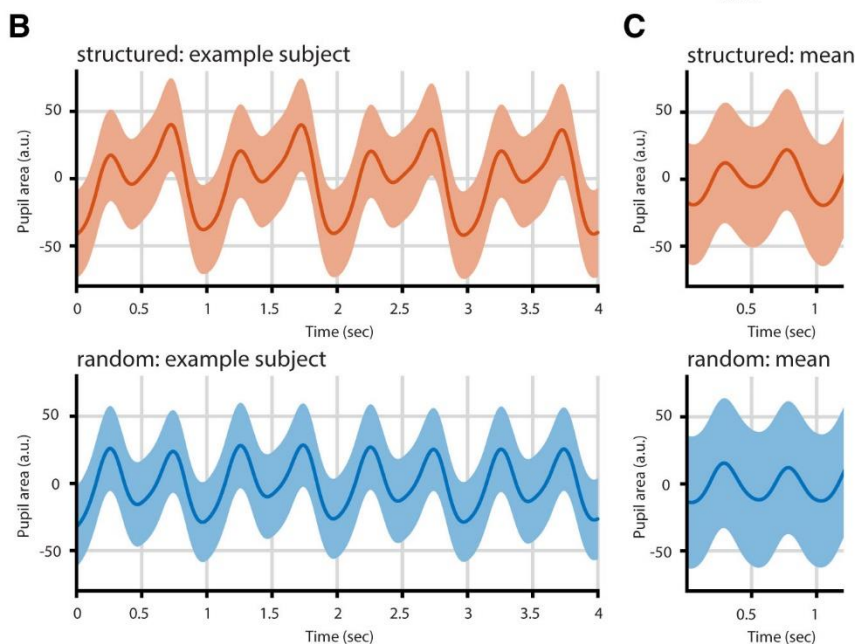 B
structured: example subject
Pupil area (a.u.)
50
0
-50
0 0.5 1 1.5 2 2.5 3 3.5 4
Time (sec)
random: example subject
Pupil area (a.u.)
50
0
-50
0 0.5 1 1.5 2 2.5 3 3.5 4
Time (sec)
C
structured: mean
Pupil area (a.u.)
50
0
-50
0.5 1
Time (sec)
random: mean
Pupil area (a.u.)
50
0
-50
0.5 1
Time (sec)